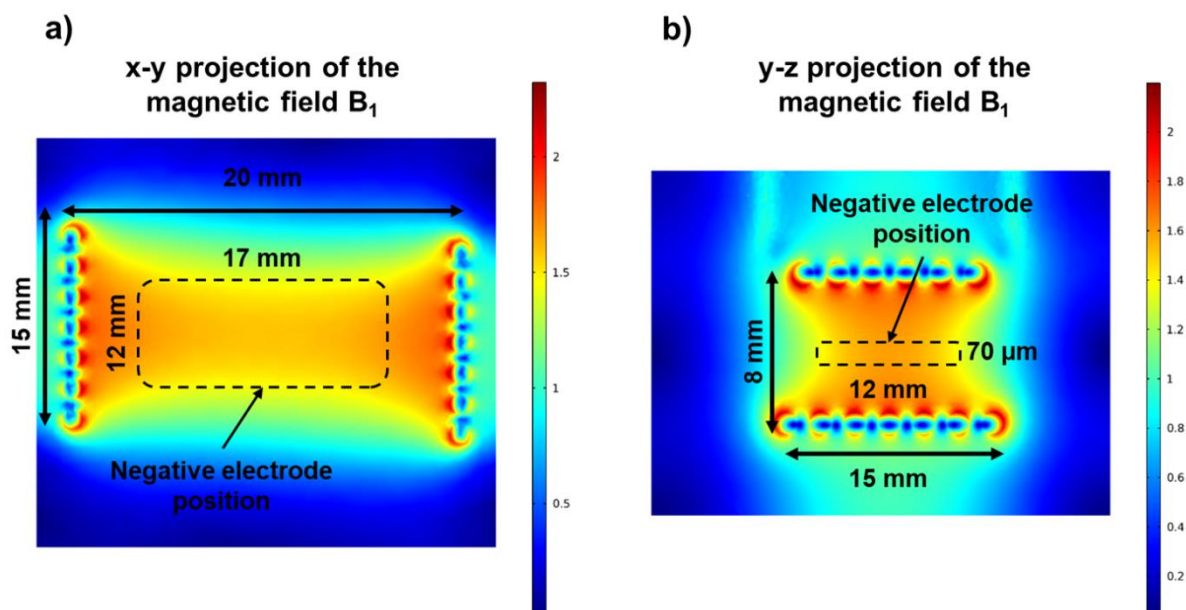 a)
x-y projection of the
magnetic field B₁
20 mm
17 mm
15 mm
12 mm
Negative electrode
position
2
1.5
1
0.5
b)
y-z projection of the
magnetic field B₁
Negative electrode
position
8 mm
70 µm
12 mm
15 mm
2
1.8
1.6
1.4
1.2
1
0.8
0.6
0.4
0.2